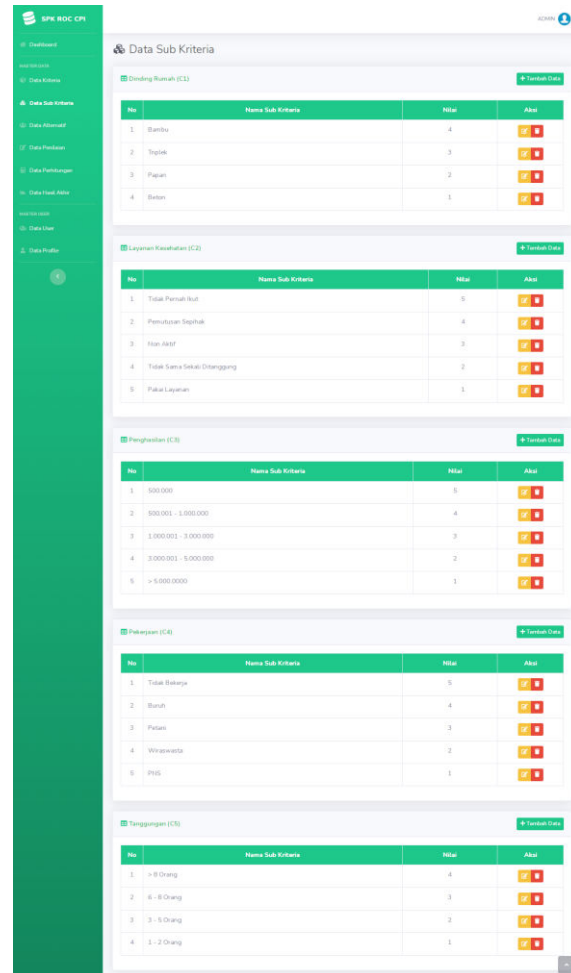 SPK ROC CPI
ADMIN
Dashboard
MASTER DATA
Data Kriteria
Data Sub Kriteria
Data Alternatif
Data Penilaian
Data Perhitungan
Data Hasil Akhir
MASTER USER
Data User
Data Profile
Data Sub Kriteria
Dinding Rumah (C1)
+ Tambah Data
No Nama Sub Kriteria Nilai Aksi
1 Bambu 4
2 Triplek 3
3 Papan 2
4 Beton 1
Layanan Kesehatan (C2)
+ Tambah Data
No Nama Sub Kriteria Nilai Aksi
1 Tidak Pernah Ikut 5
2 Pemutusan Sepihak 4
3 Non Aktif 3
4 Tidak Sama Sekali Ditanggung 2
5 Pakai Layanan 1
Penghasilan (C3)
+ Tambah Data
No Nama Sub Kriteria Nilai Aksi
1 500.000 5
2 500.001 - 1.000.000 4
3 1.000.001 - 3.000.000 3
4 3.000.001 - 5.000.000 2
5 > 5.000.0000 1
Pekerjaan (C4)
+ Tambah Data
No Nama Sub Kriteria Nilai Aksi
1 Tidak Bekerja 5
2 Buruh 4
3 Petani 3
4 Wiraswasta 2
5 PNS 1
Tanggungan (C5)
+ Tambah Data
No Nama Sub Kriteria Nilai Aksi
1 > 8 Orang 4
2 6 - 8 Orang 3
3 3 - 5 Orang 2
4 1 - 2 Orang 1